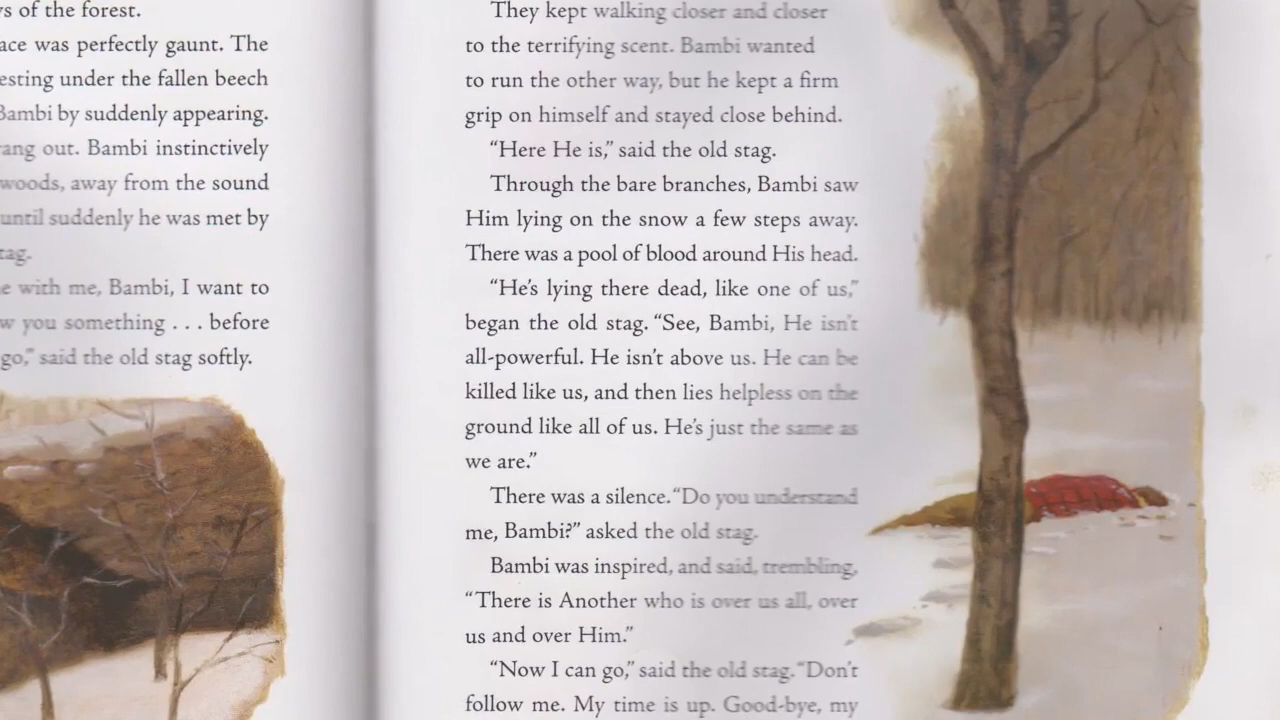 s of the forest.
ace was perfectly gaunt. The
esting under the fallen beech
Bambi by suddenly appearing.
ang out. Bambi instinctively
woods, away from the sound
until suddenly he was met by
tag.
e with me, Bambi, I want to
w you something . . . before
go,” said the old stag softly.
They kept walking closer and closer
to the terrifying scent. Bambi wanted
to run the other way, but he kept a firm
grip on himself and stayed close behind.
“Here He is,” said the old stag.
Through the bare branches, Bambi saw
Him lying on the snow a few steps away.
There was a pool of blood around His head.
“He’s lying there dead, like one of us,”
began the old stag. “See, Bambi, He isn’t
all-powerful. He isn’t above us. He can be
killed like us, and then lies helpless on the
ground like all of us. He’s just the same as
we are.”
There was a silence. “Do you understand
me, Bambi?” asked the old stag.
Bambi was inspired, and said, trembling,
“There is Another who is over us all, over
us and over Him.”
“Now I can go,” said the old stag. “Don’t
follow me. My time is up. Good-bye, my